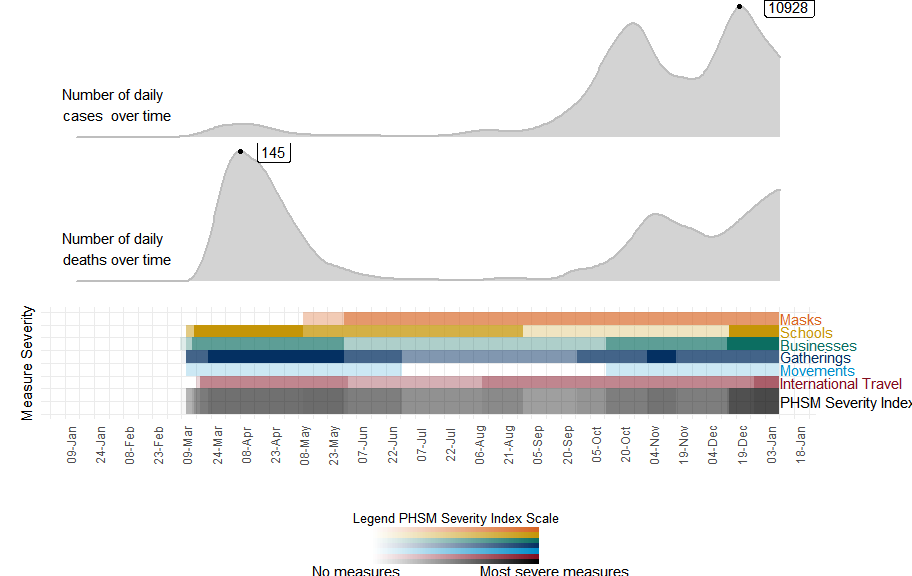 10928
Number of daily
cases over time
145
Number of daily
deaths over time
Measure Severity
Masks
Schools
Businesses
Gatherings
Movements
International Travel
PHSM Severity Index
09-Jan
24-Jan
08-Feb
23-Feb
09-Mar
24-Mar
08-Apr
23-Apr
08-May
23-May
07-Jun
22-Jun
07-Jul
22-Jul
06-Aug
21-Aug
05-Sep
20-Sep
05-Oct
20-Oct
04-Nov
19-Nov
04-Dec
19-Dec
03-Jan
18-Jan
Legend PHSM Severity Index Scale
No measures
Most severe measures